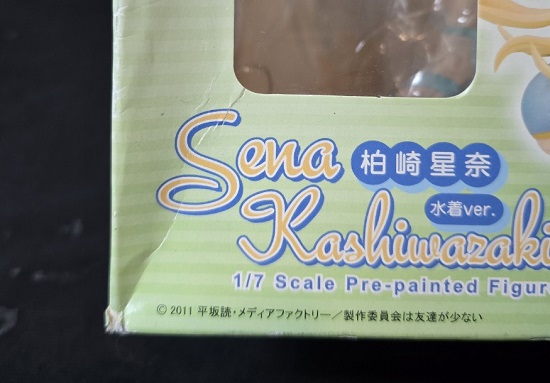 Sena 柏崎星奈
水着ver.
Kashiwazaki
1/7 Scale Pre-painted Figur
© 2011 平坂読・メディアファクトリー/製作委員会は友達が少ない